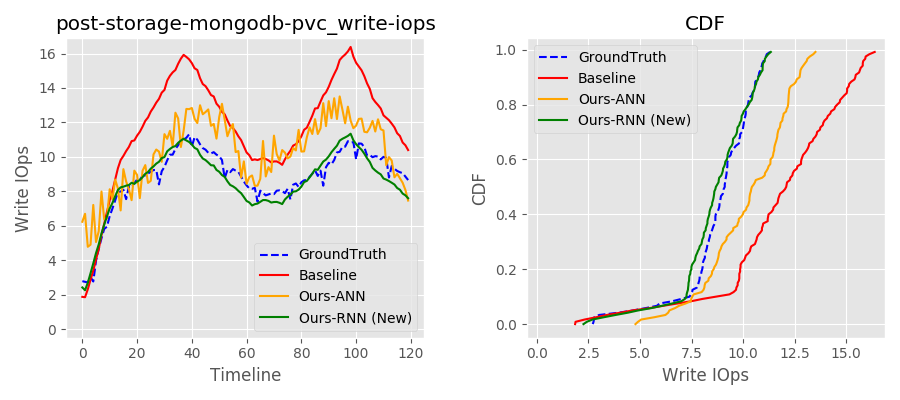 post-storage-mongodb-pvc_write-iops
16
14
12
10
8
6
4
2
0
Write IOps
0
20
40
60
80
100
120
Timeline
GroundTruth
Baseline
Ours-ANN
Ours-RNN (New)
CDF
1.0
0.8
0.6
0.4
0.2
0.0
CDF
0.0
2.5
5.0
7.5
10.0
12.5
15.0
Write IOps
GroundTruth
Baseline
Ours-ANN
Ours-RNN (New)